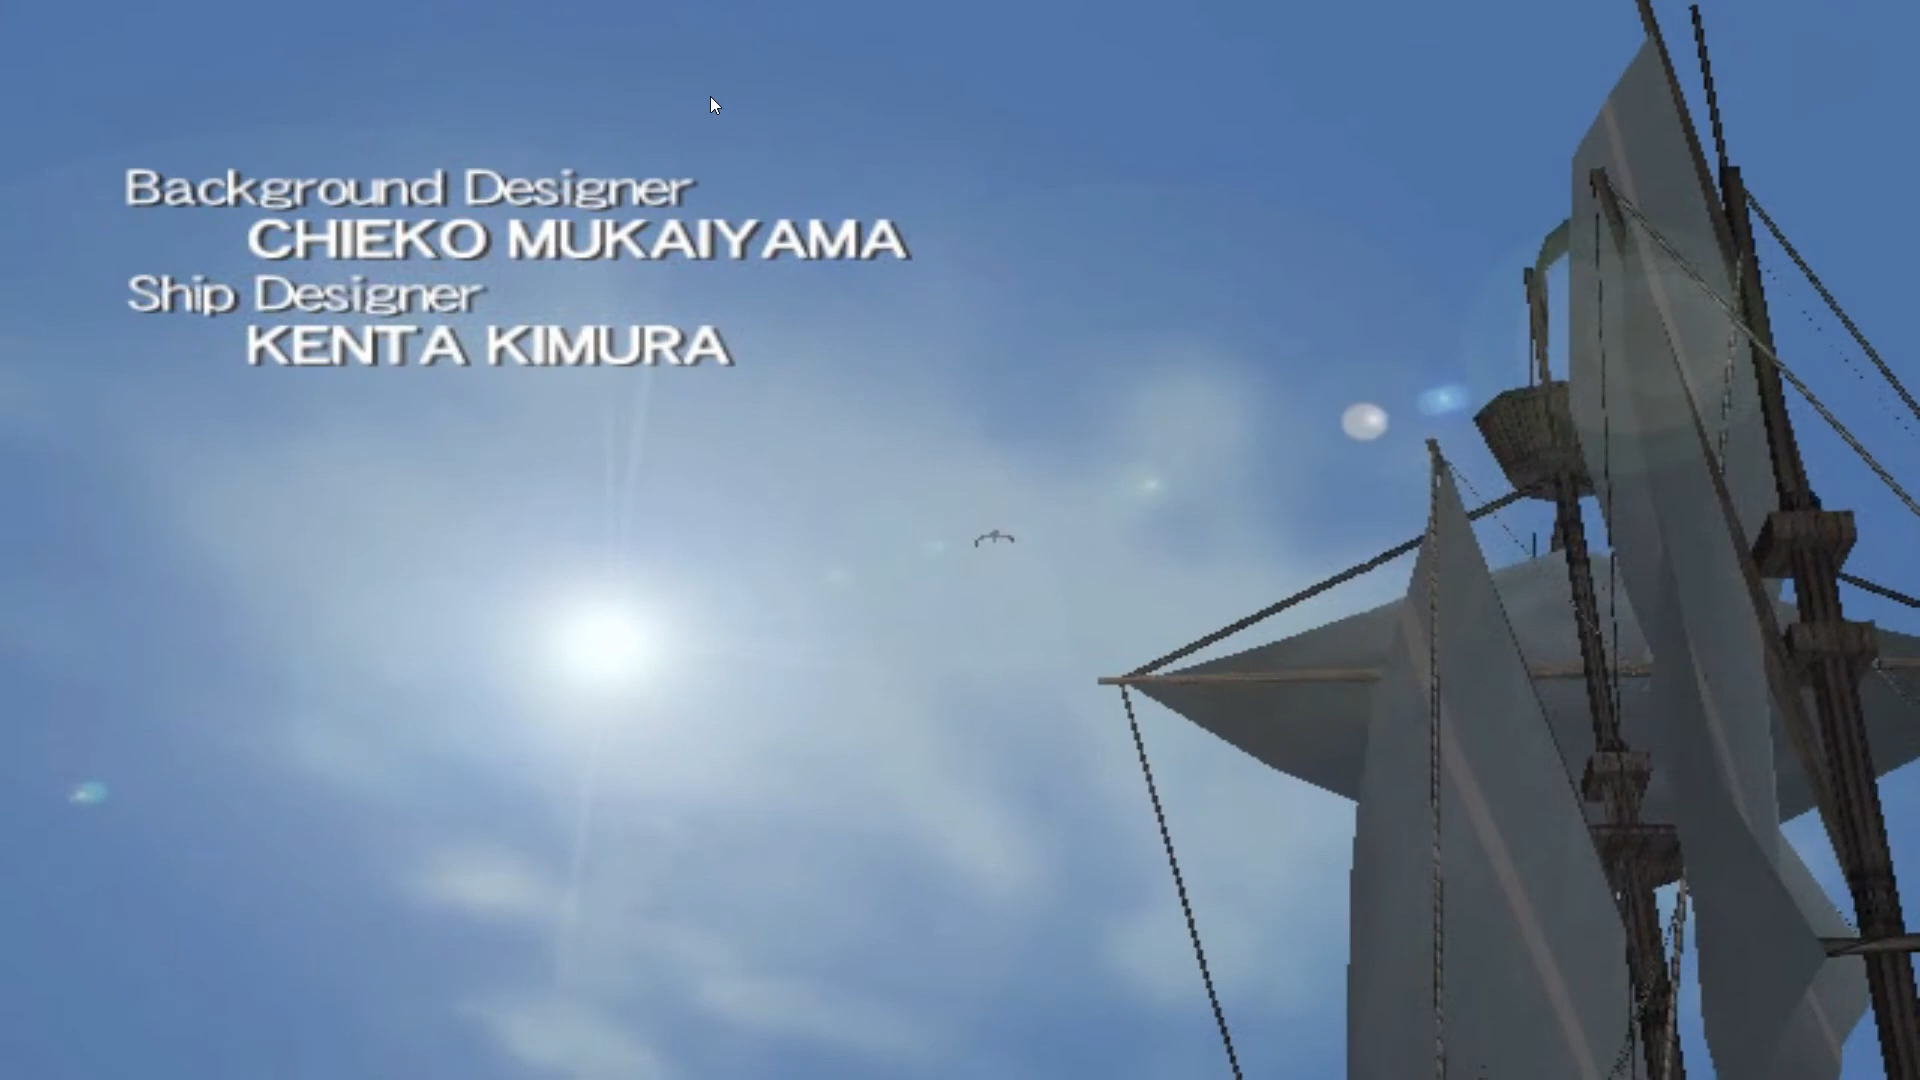 Background Designer
CHIEKO MUKAIYAMA
Ship Designer
KENTA KIMURA